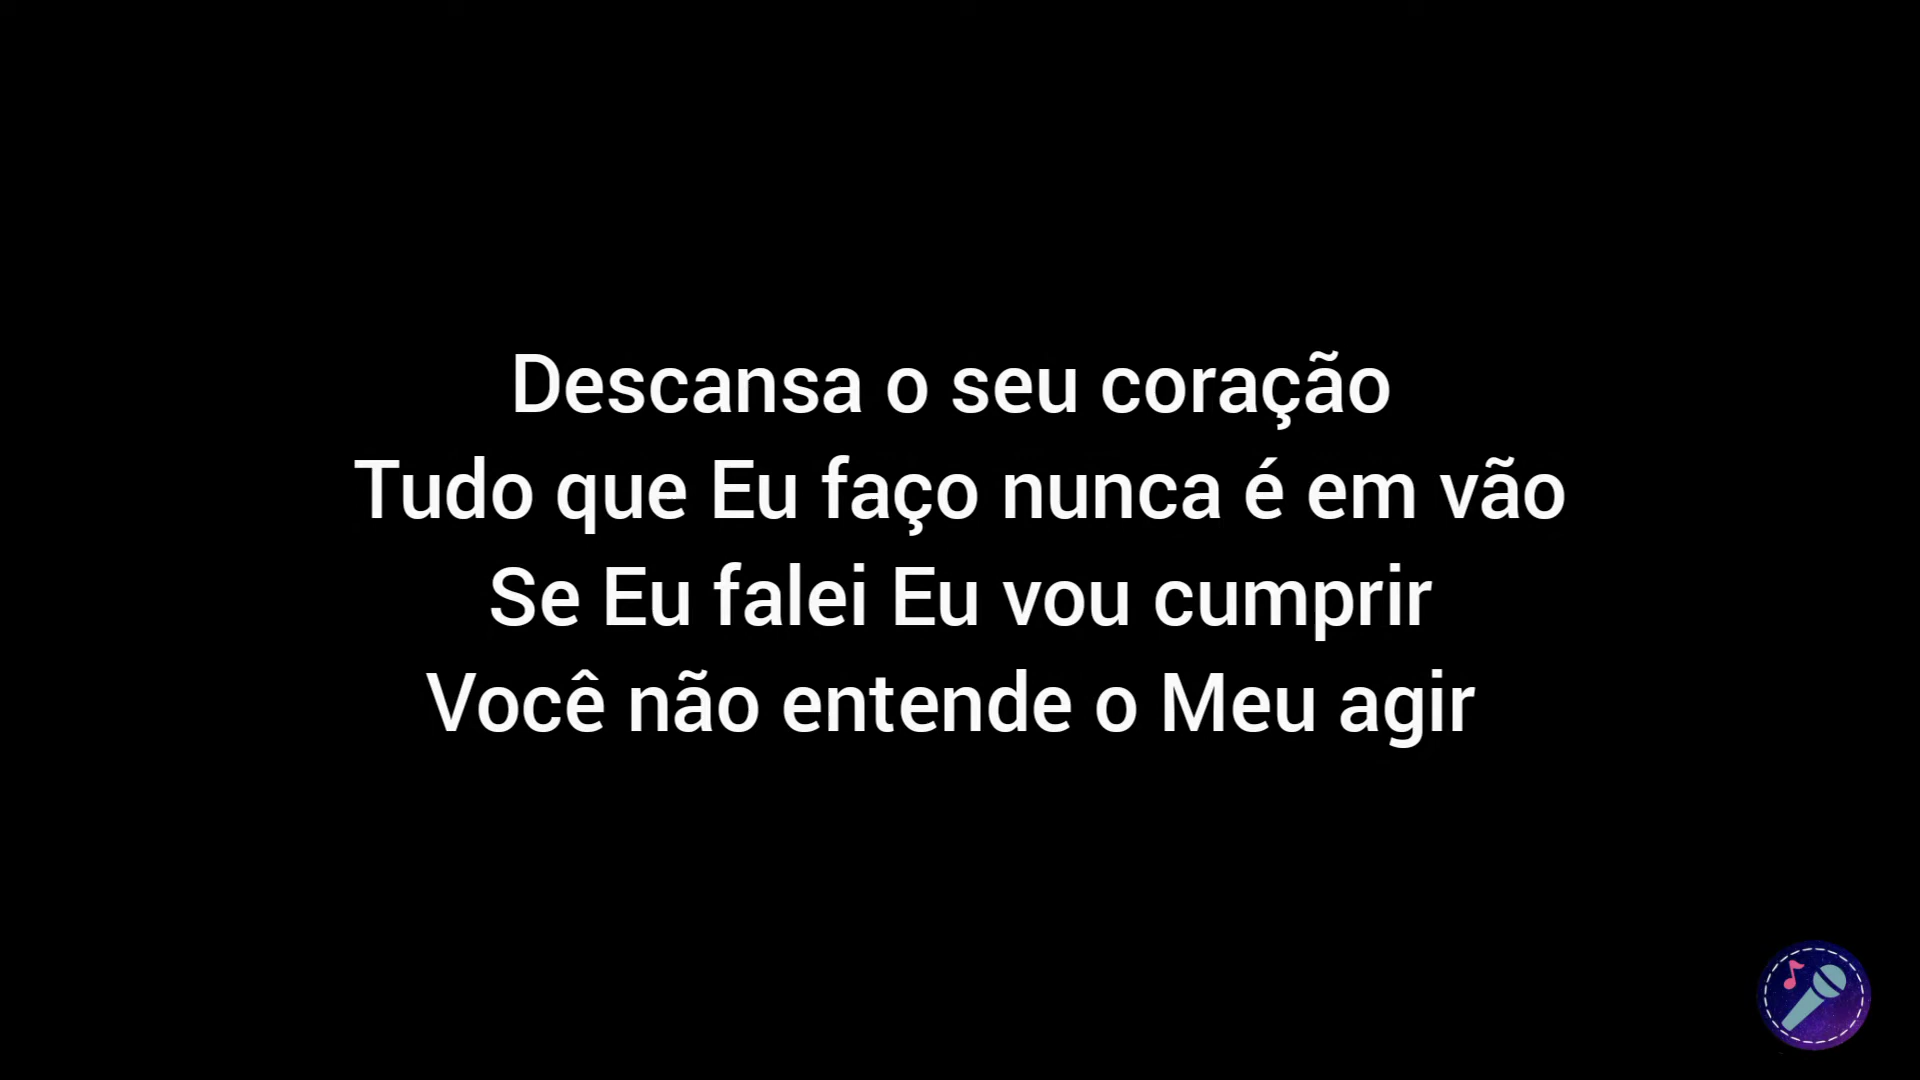 Descansa o seu coração
Tudo que Eu faço nunca é em vão
Se Eu falei Eu vou cumprir
Você não entende o Meu agir